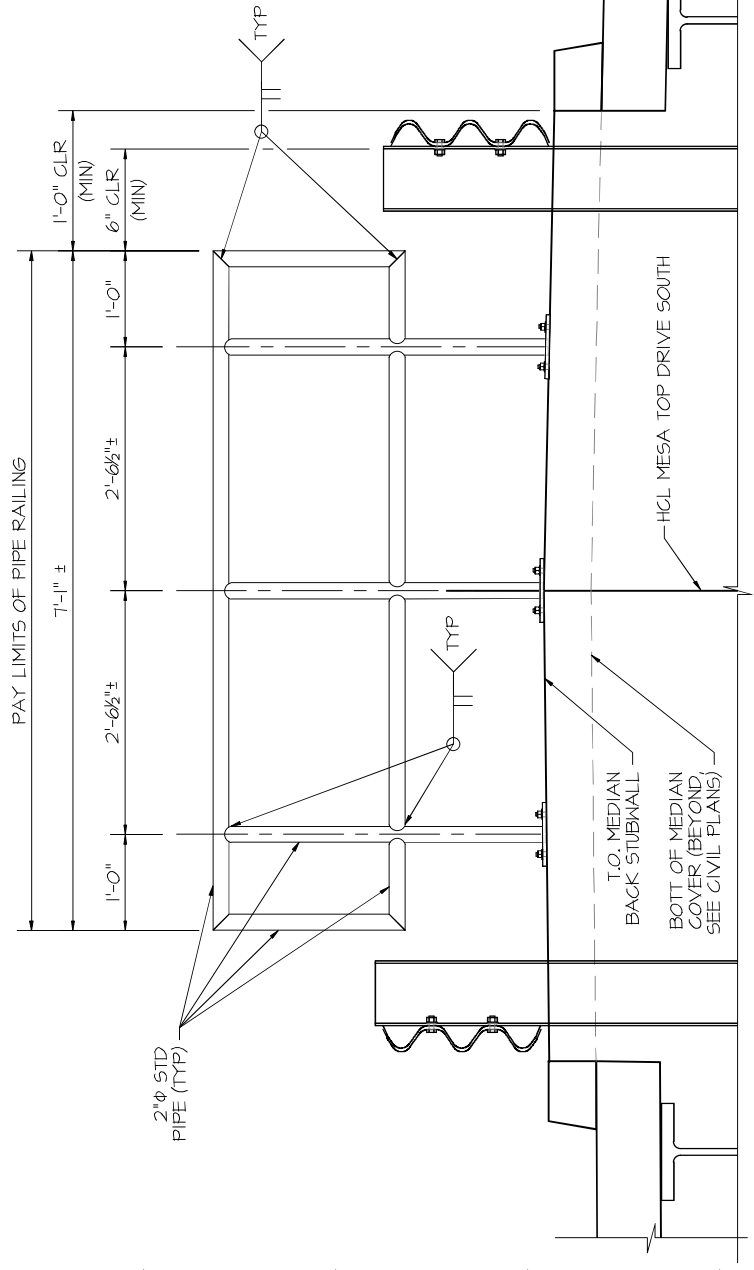 PAY LIMITS OF PIPE RAILING
7'-1" ±
1'-0"
2'-6½"±
2'-6½"±
1'-0"
6" CLR
(MIN)
1'-0" CLR
(MIN)
TYP
2"Φ STD
PIPE (TYP)
TYP
T.O. MEDIAN
BACK STUBWALL
BOTT OF MEDIAN
COVER (BEYOND,
SEE CIVIL PLANS)
HCL MESA TOP DRIVE SOUTH